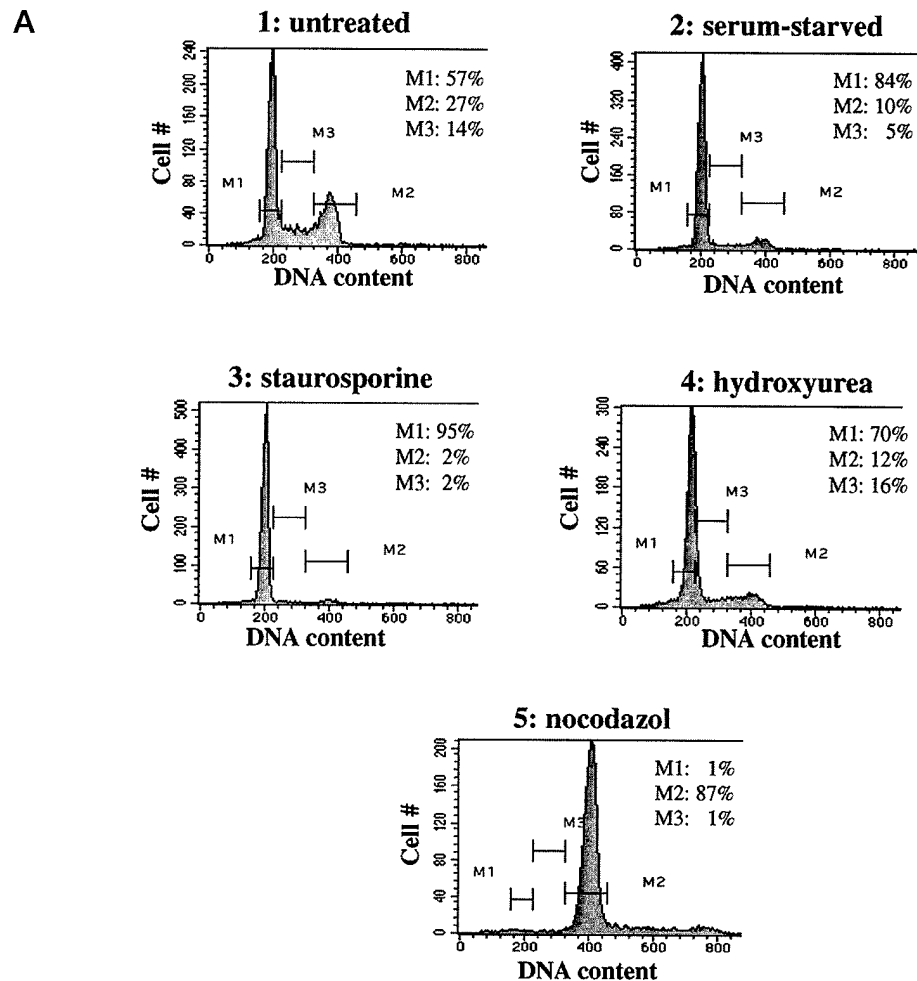 A
1: untreated
M1: 57%
M2: 27%
M3: 14%
M3
M1
M2
Cell #
0 40 80 120 160 200 240
0 200 400 600 800
DNA content
2: serum-starved
M1: 84%
M2: 10%
M3: 5%
M3
M1
M2
Cell #
0 80 160 240 320 400
0 200 400 600 800
DNA content
3: staurosporine
M1: 95%
M2: 2%
M3: 2%
M3
M1
M2
Cell #
0 100 200 300 400 500
0 200 400 600 800
DNA content
4: hydroxyurea
M1: 70%
M2: 12%
M3: 16%
M3
M1
M2
Cell #
0 60 120 180 240 300
0 200 400 600 800
DNA content
5: nocodazol
M1: 1%
M2: 87%
M3: 1%
M3
M1
M2
Cell #
0 40 80 120 160 200
0 200 400 600 800
DNA content